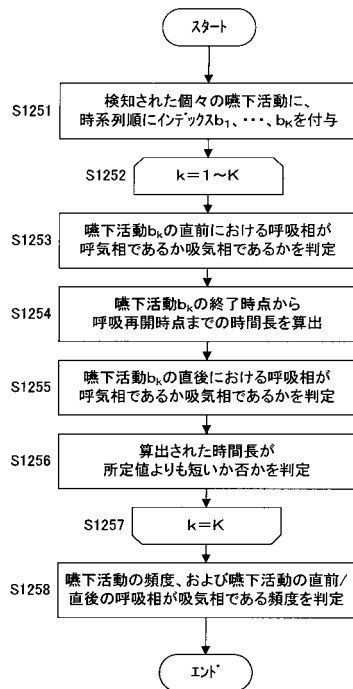 スタート
S1251
検知された個々の嚥下活動に、
時系列順にインデックスb1、・・・、bKを付与
S1252
k=1~K
S1253
嚥下活動bkの直前における呼吸相が
呼気相であるか吸気相であるかを判定
S1254
嚥下活動bkの終了時点から
呼吸再開時点までの時間長を算出
S1255
嚥下活動bkの直後における呼吸相が
呼気相であるか吸気相であるかを判定
S1256
算出された時間長が
所定値よりも短いか否かを判定
S1257
k=K
S1258
嚥下活動の頻度、および嚥下活動の直前/
直後の呼吸相が吸気相である頻度を判定
エンド